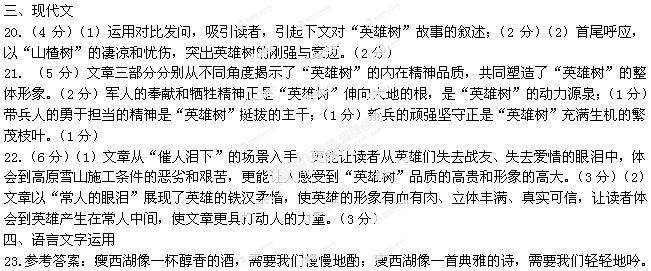 三、现代文
20.（4 分）（1）运用对比发问，吸引读者，引起下文对“英雄树”故事的叙述；（2 分）（2）首尾呼应，
以“山楂树”的凄凉和忧伤，突出英雄树的刚强与豪迈。（2 分）
21. （5 分）文章三部分分别从不同角度揭示了“英雄树”的内在精神品质，共同塑造了“英雄树”的整
体形象。（2 分）军人的奉献和牺牲精神正是“英雄树”伸向大地的根，是“英雄树”的动力源泉；（1 分）
带兵人的勇于担当的精神是“英雄树”挺拔的主干；（1 分）新兵的顽强坚守正是“英雄树”充满生机的繁
茂枝叶。（1 分）
22.（6 分）（1）文章从“催人泪下”的场景入手，更能让读者从英雄们失去战友、失去爱情的眼泪中，体
会到高原雪山施工条件的恶劣和艰苦，更能让人感受到“英雄树”品质的高贵和形象的高大。（3 分）（2）
文章以“常人的眼泪”展现了英雄的铁汉柔情，使英雄的形象有血有肉、立体丰满、真实可信，让读者体
会到英雄产生在常人中间，使文章更具打动人的力量。（3 分）
四、语言文字运用
23.参考答案：瘦西湖像一杯醇香的酒，需要我们慢慢地酌；瘦西湖像一首典雅的诗，需要我们轻轻地吟。